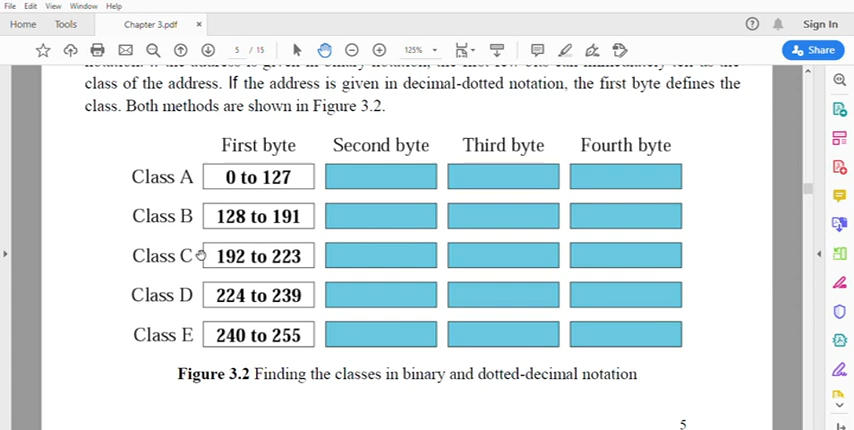 File Edit View Window Help
Home Tools Chapter 3.pdf × Sign In
5 / 15 125% Share
class of the address. If the address is given in decimal-dotted notation, the first byte defines the
class. Both methods are shown in Figure 3.2.
First byte Second byte Third byte Fourth byte
Class A 0 to 127
Class B 128 to 191
Class C 192 to 223
Class D 224 to 239
Class E 240 to 255
Figure 3.2 Finding the classes in binary and dotted-decimal notation
5